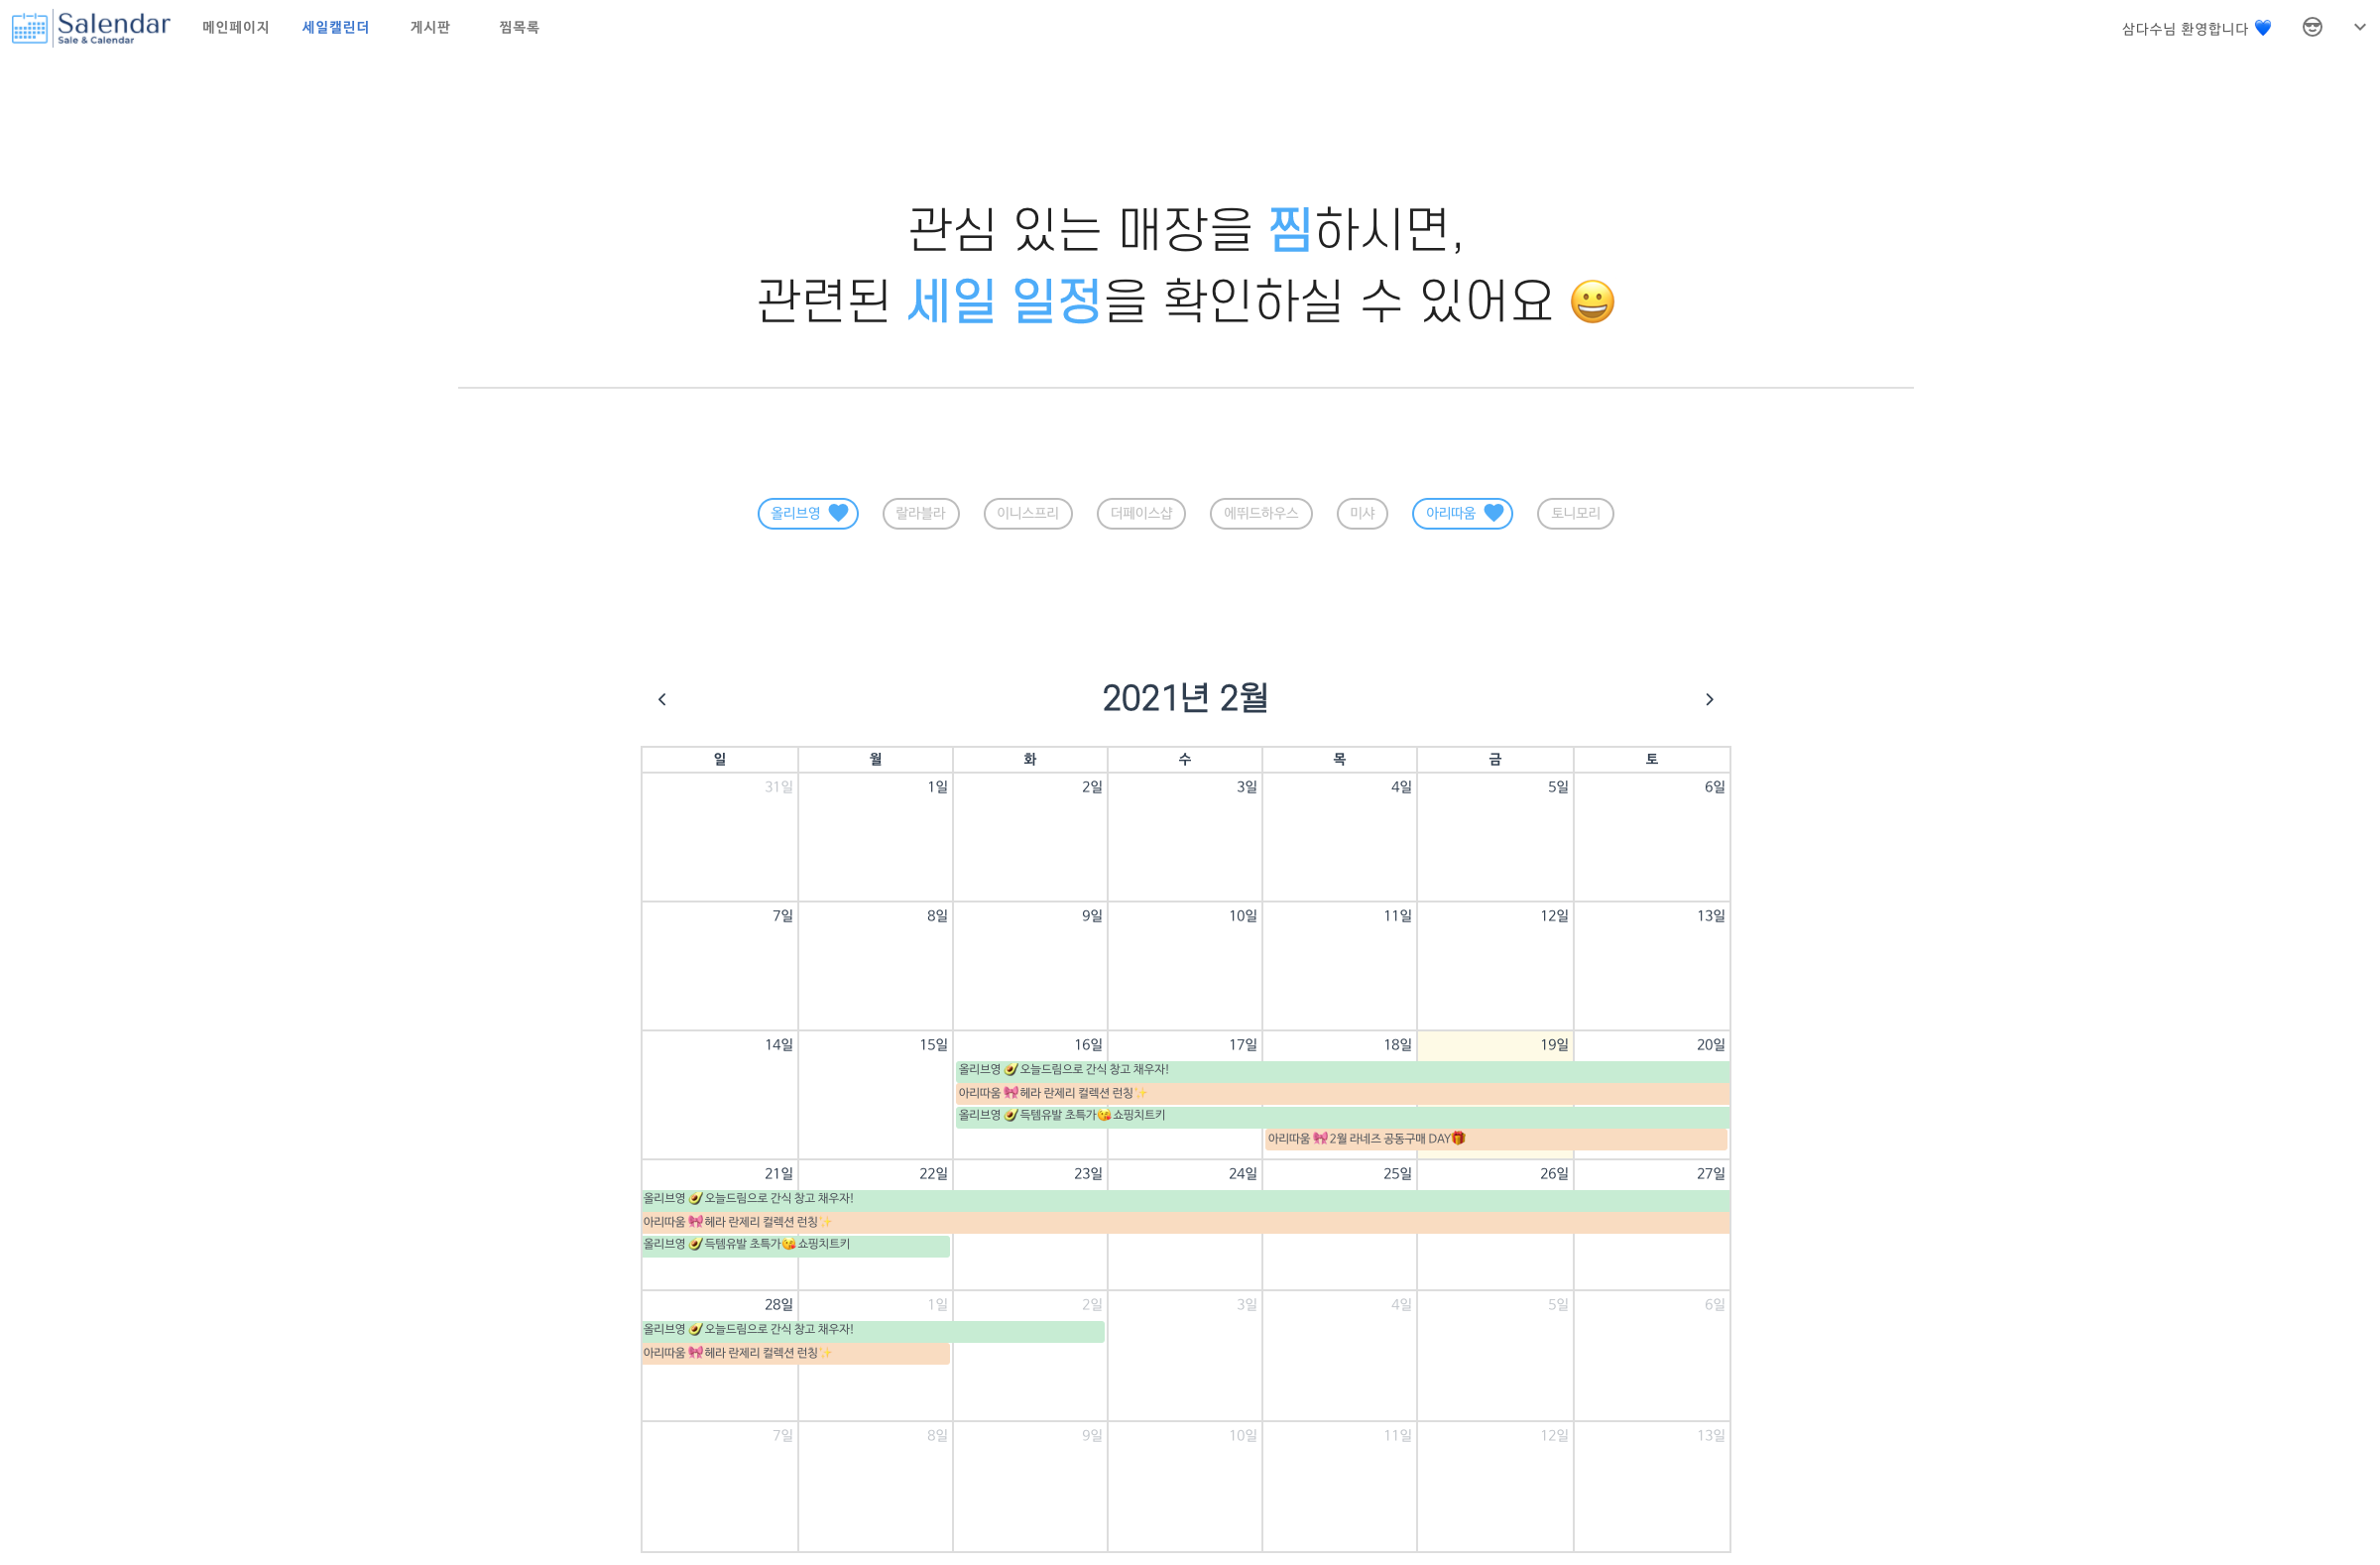 Salendar
Sale & Calendar
메인페이지 세일캘린더 게시판 찜목록
삼다수님 환영합니다 💙
관심 있는 매장을 찜하시면,
관련된 세일 일정을 확인하실 수 있어요 😀
올리브영 랄라블라 이니스프리 더페이스샵 에뛰드하우스 미샤 아리따움 토니모리
2021년 2월
일 월 화 수 목 금 토
31일 1일 2일 3일 4일 5일 6일
7일 8일 9일 10일 11일 12일 13일
14일 15일 16일 17일 18일 19일 20일
올리브영 🥑오늘드림으로 간식 창고 채우자!
아리따움 🎀헤라 란제리 컬렉션 런칭✨
올리브영 🥑득템유발 초특가😘쇼핑치트키
아리따움 🎀2월 라네즈 공동구매 DAY🎁
21일 22일 23일 24일 25일 26일 27일
올리브영 🥑오늘드림으로 간식 창고 채우자!
아리따움 🎀헤라 란제리 컬렉션 런칭✨
올리브영 🥑득템유발 초특가😘쇼핑치트키
28일 1일 2일 3일 4일 5일 6일
올리브영 🥑오늘드림으로 간식 창고 채우자!
아리따움 🎀헤라 란제리 컬렉션 런칭✨
7일 8일 9일 10일 11일 12일 13일